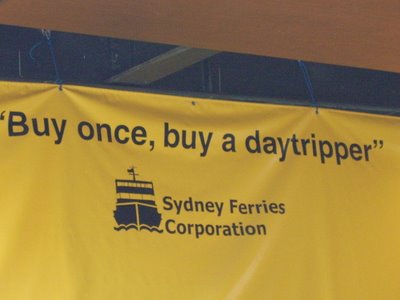 “Buy once, buy a daytripper”
Sydney Ferries
Corporation